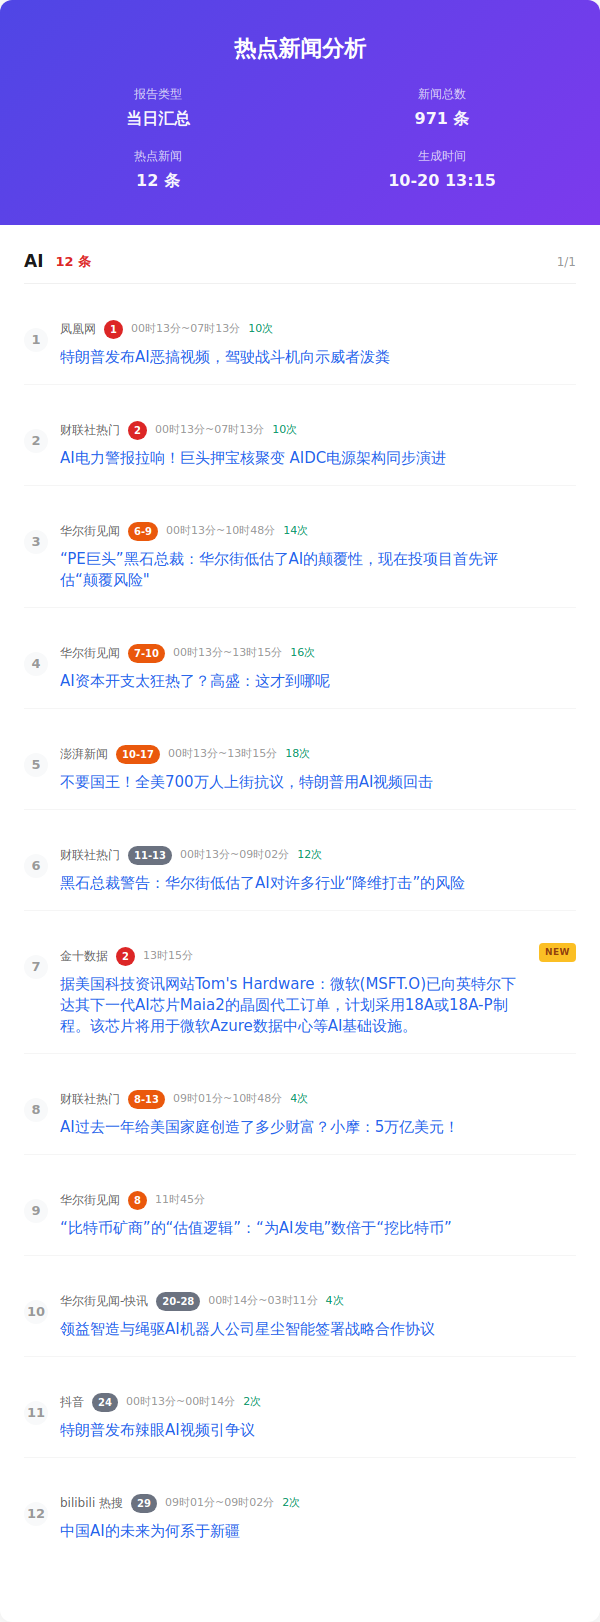 热点新闻分析
报告类型
新闻总数
当日汇总
971 条
热点新闻
生成时间
12 条
10-20 13:15
AI 12 条 1/1
1 凤凰网 1 00时13分~07时13分 10次
特朗普发布AI恶搞视频，驾驶战斗机向示威者泼粪
2 财联社热门 2 00时13分~07时13分 10次
AI电力警报拉响！巨头押宝核聚变 AIDC电源架构同步演进
3 华尔街见闻 6-9 00时13分~10时48分 14次
“PE巨头”黑石总裁：华尔街低估了AI的颠覆性，现在投项目首先评
估“颠覆风险"
4 华尔街见闻 7-10 00时13分~13时15分 16次
AI资本开支太狂热了？高盛：这才到哪呢
5 澎湃新闻 10-17 00时13分~13时15分 18次
不要国王！全美700万人上街抗议，特朗普用AI视频回击
6 财联社热门 11-13 00时13分~09时02分 12次
黑石总裁警告：华尔街低估了AI对许多行业“降维打击”的风险
7 金十数据 2 13时15分 NEW
据美国科技资讯网站Tom's Hardware：微软(MSFT.O)已向英特尔下
达其下一代AI芯片Maia2的晶圆代工订单，计划采用18A或18A-P制
程。该芯片将用于微软Azure数据中心等AI基础设施。
8 财联社热门 8-13 09时01分~10时48分 4次
AI过去一年给美国家庭创造了多少财富？小摩：5万亿美元！
9 华尔街见闻 8 11时45分
“比特币矿商”的“估值逻辑”：“为AI发电”数倍于“挖比特币”
10 华尔街见闻-快讯 20-28 00时14分~03时11分 4次
领益智造与绳驱AI机器人公司星尘智能签署战略合作协议
11 抖音 24 00时13分~00时14分 2次
特朗普发布辣眼AI视频引争议
12 bilibili 热搜 29 09时01分~09时02分 2次
中国AI的未来为何系于新疆